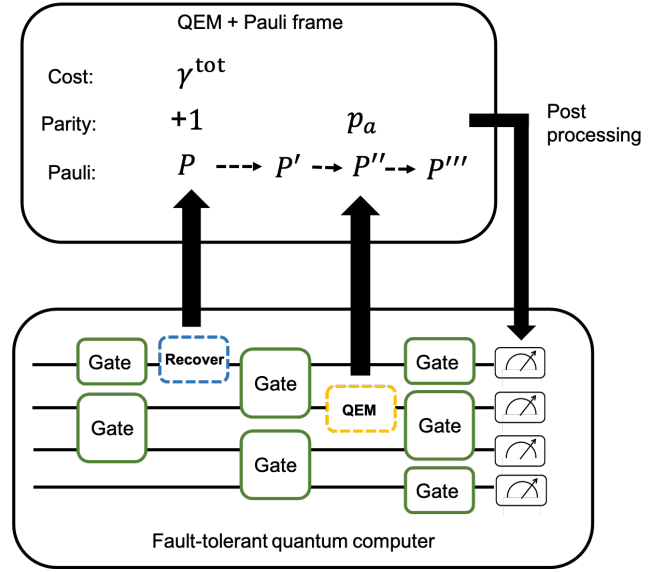 QEM + Pauli frame
Cost: γ^tot
Parity: +1 p_a
Pauli: P P′ P″ P‴
Post
processing
Gate Recover Gate Gate
Gate QEM Gate
Gate
Gate
Fault-tolerant quantum computer